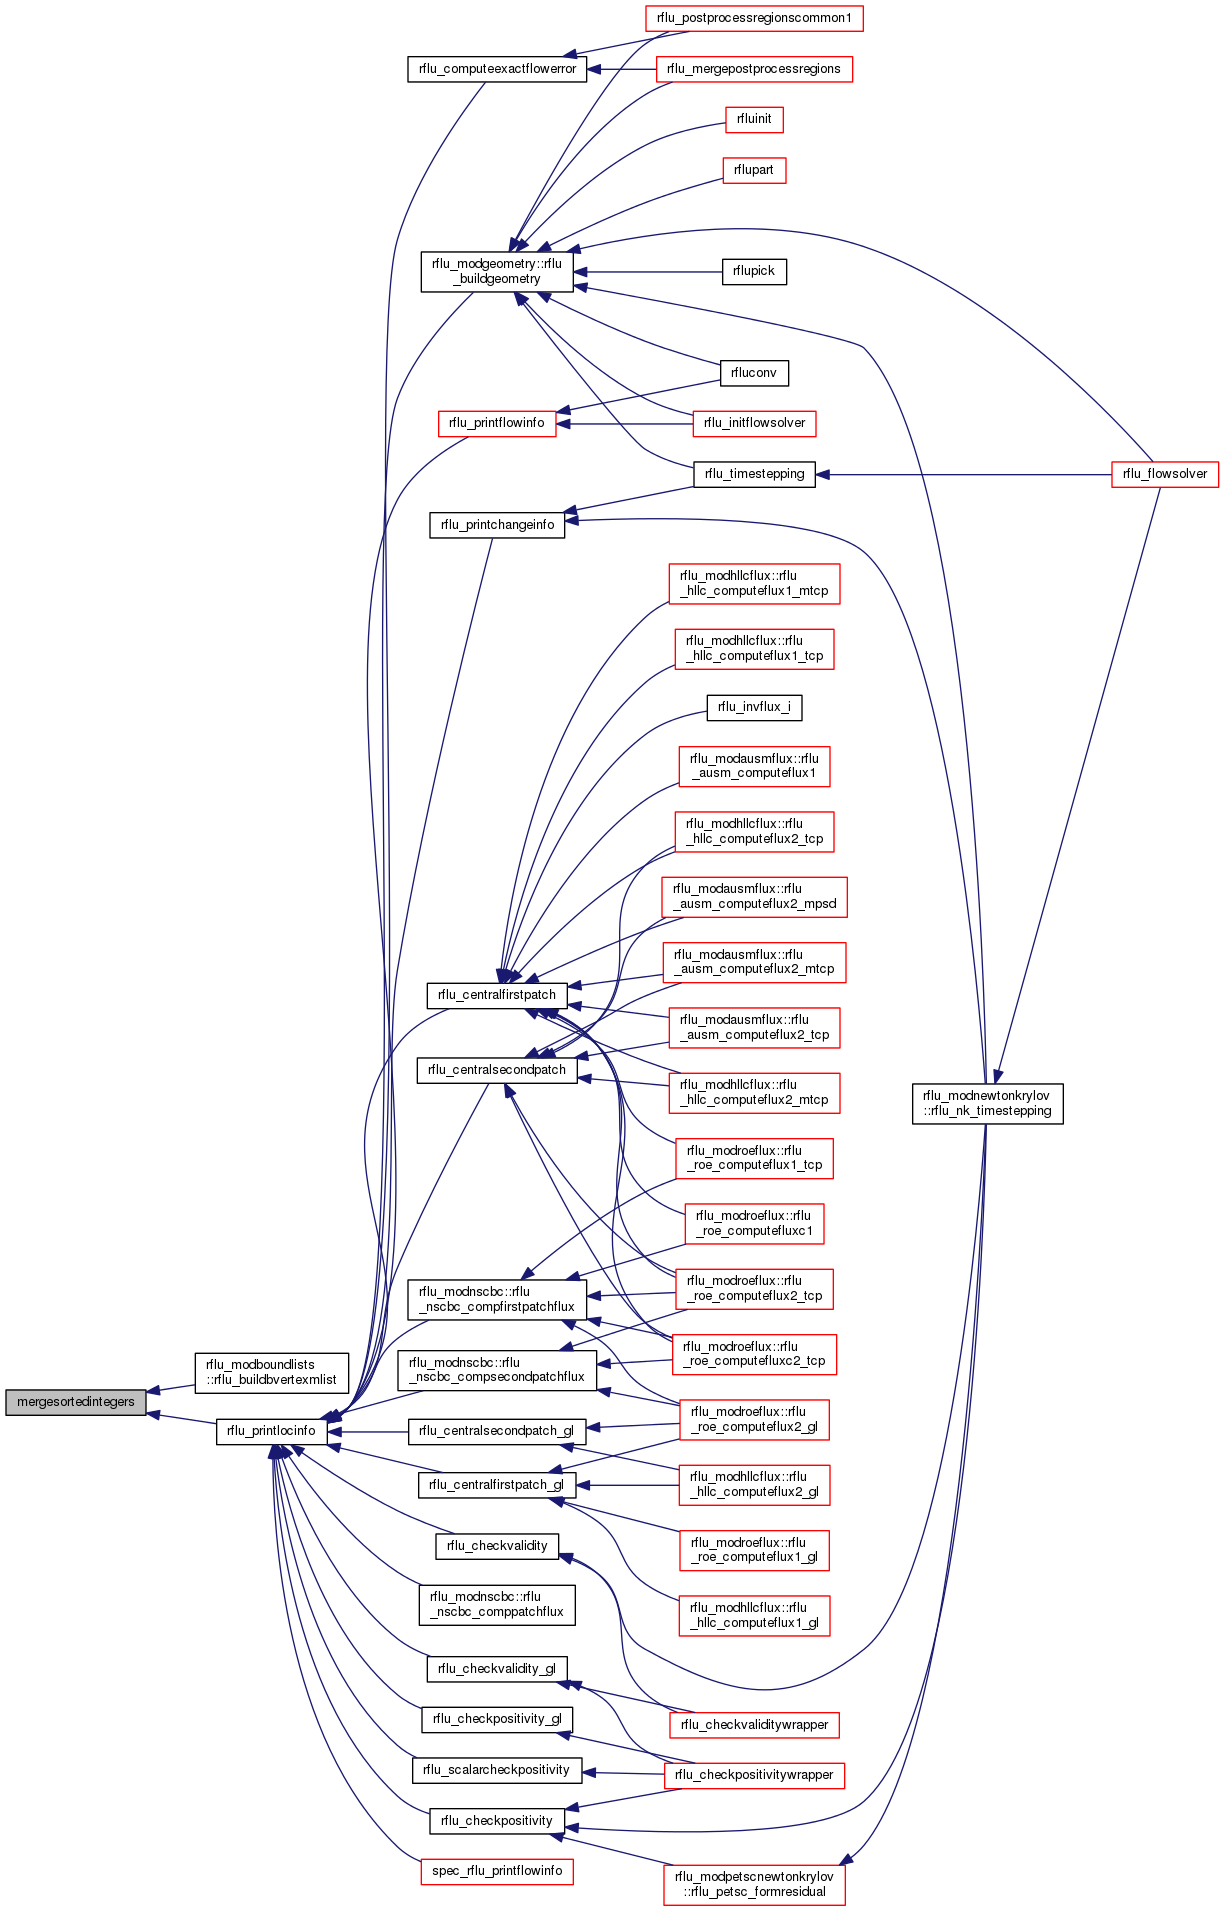 rflu_postprocessregionscommon1
rflu_computeexactflowerror
rflu_mergepostprocessregions
rfluinit
rflupart
rflu_modgeometry::rflu
_buildgeometry
rflupick
rfluconv
rflu_printflowinfo
rflu_initflowsolver
rflu_timestepping
rflu_flowsolver
rflu_printchangeinfo
rflu_modhllcflux::rflu
_hllc_computeflux1_mtcp
rflu_modhllcflux::rflu
_hllc_computeflux1_tcp
rflu_invflux_i
rflu_modausmflux::rflu
_ausm_computeflux1
rflu_modhllcflux::rflu
_hllc_computeflux2_tcp
rflu_modausmflux::rflu
_ausm_computeflux2_mpsd
rflu_modausmflux::rflu
_ausm_computeflux2_mtcp
rflu_centralfirstpatch
rflu_modausmflux::rflu
_ausm_computeflux2_tcp
rflu_centralsecondpatch
rflu_modhllcflux::rflu
_hllc_computeflux2_mtcp
rflu_modnewtonkrylov
::rflu_nk_timestepping
rflu_modroeflux::rflu
_roe_computeflux1_tcp
rflu_modroeflux::rflu
_roe_computefluxc1
rflu_modnscbc::rflu
_nscbc_compfirstpatchflux
rflu_modroeflux::rflu
_roe_computeflux2_tcp
rflu_modroeflux::rflu
_roe_computefluxc2_tcp
rflu_modboundlists
::rflu_buildbvertexmlist
rflu_modnscbc::rflu
_nscbc_compsecondpatchflux
mergesortedintegers
rflu_printlocinfo
rflu_centralsecondpatch_gl
rflu_modroeflux::rflu
_roe_computeflux2_gl
rflu_centralfirstpatch_gl
rflu_modhllcflux::rflu
_hllc_computeflux2_gl
rflu_checkvalidity
rflu_modroeflux::rflu
_roe_computeflux1_gl
rflu_modnscbc::rflu
_nscbc_comppatchflux
rflu_modhllcflux::rflu
_hllc_computeflux1_gl
rflu_checkvalidity_gl
rflu_checkpositivity_gl
rflu_checkvaliditywrapper
rflu_scalarcheckpositivity
rflu_checkpositivitywrapper
rflu_checkpositivity
spec_rflu_printflowinfo
rflu_modpetscnewtonkrylov
::rflu_petsc_formresidual